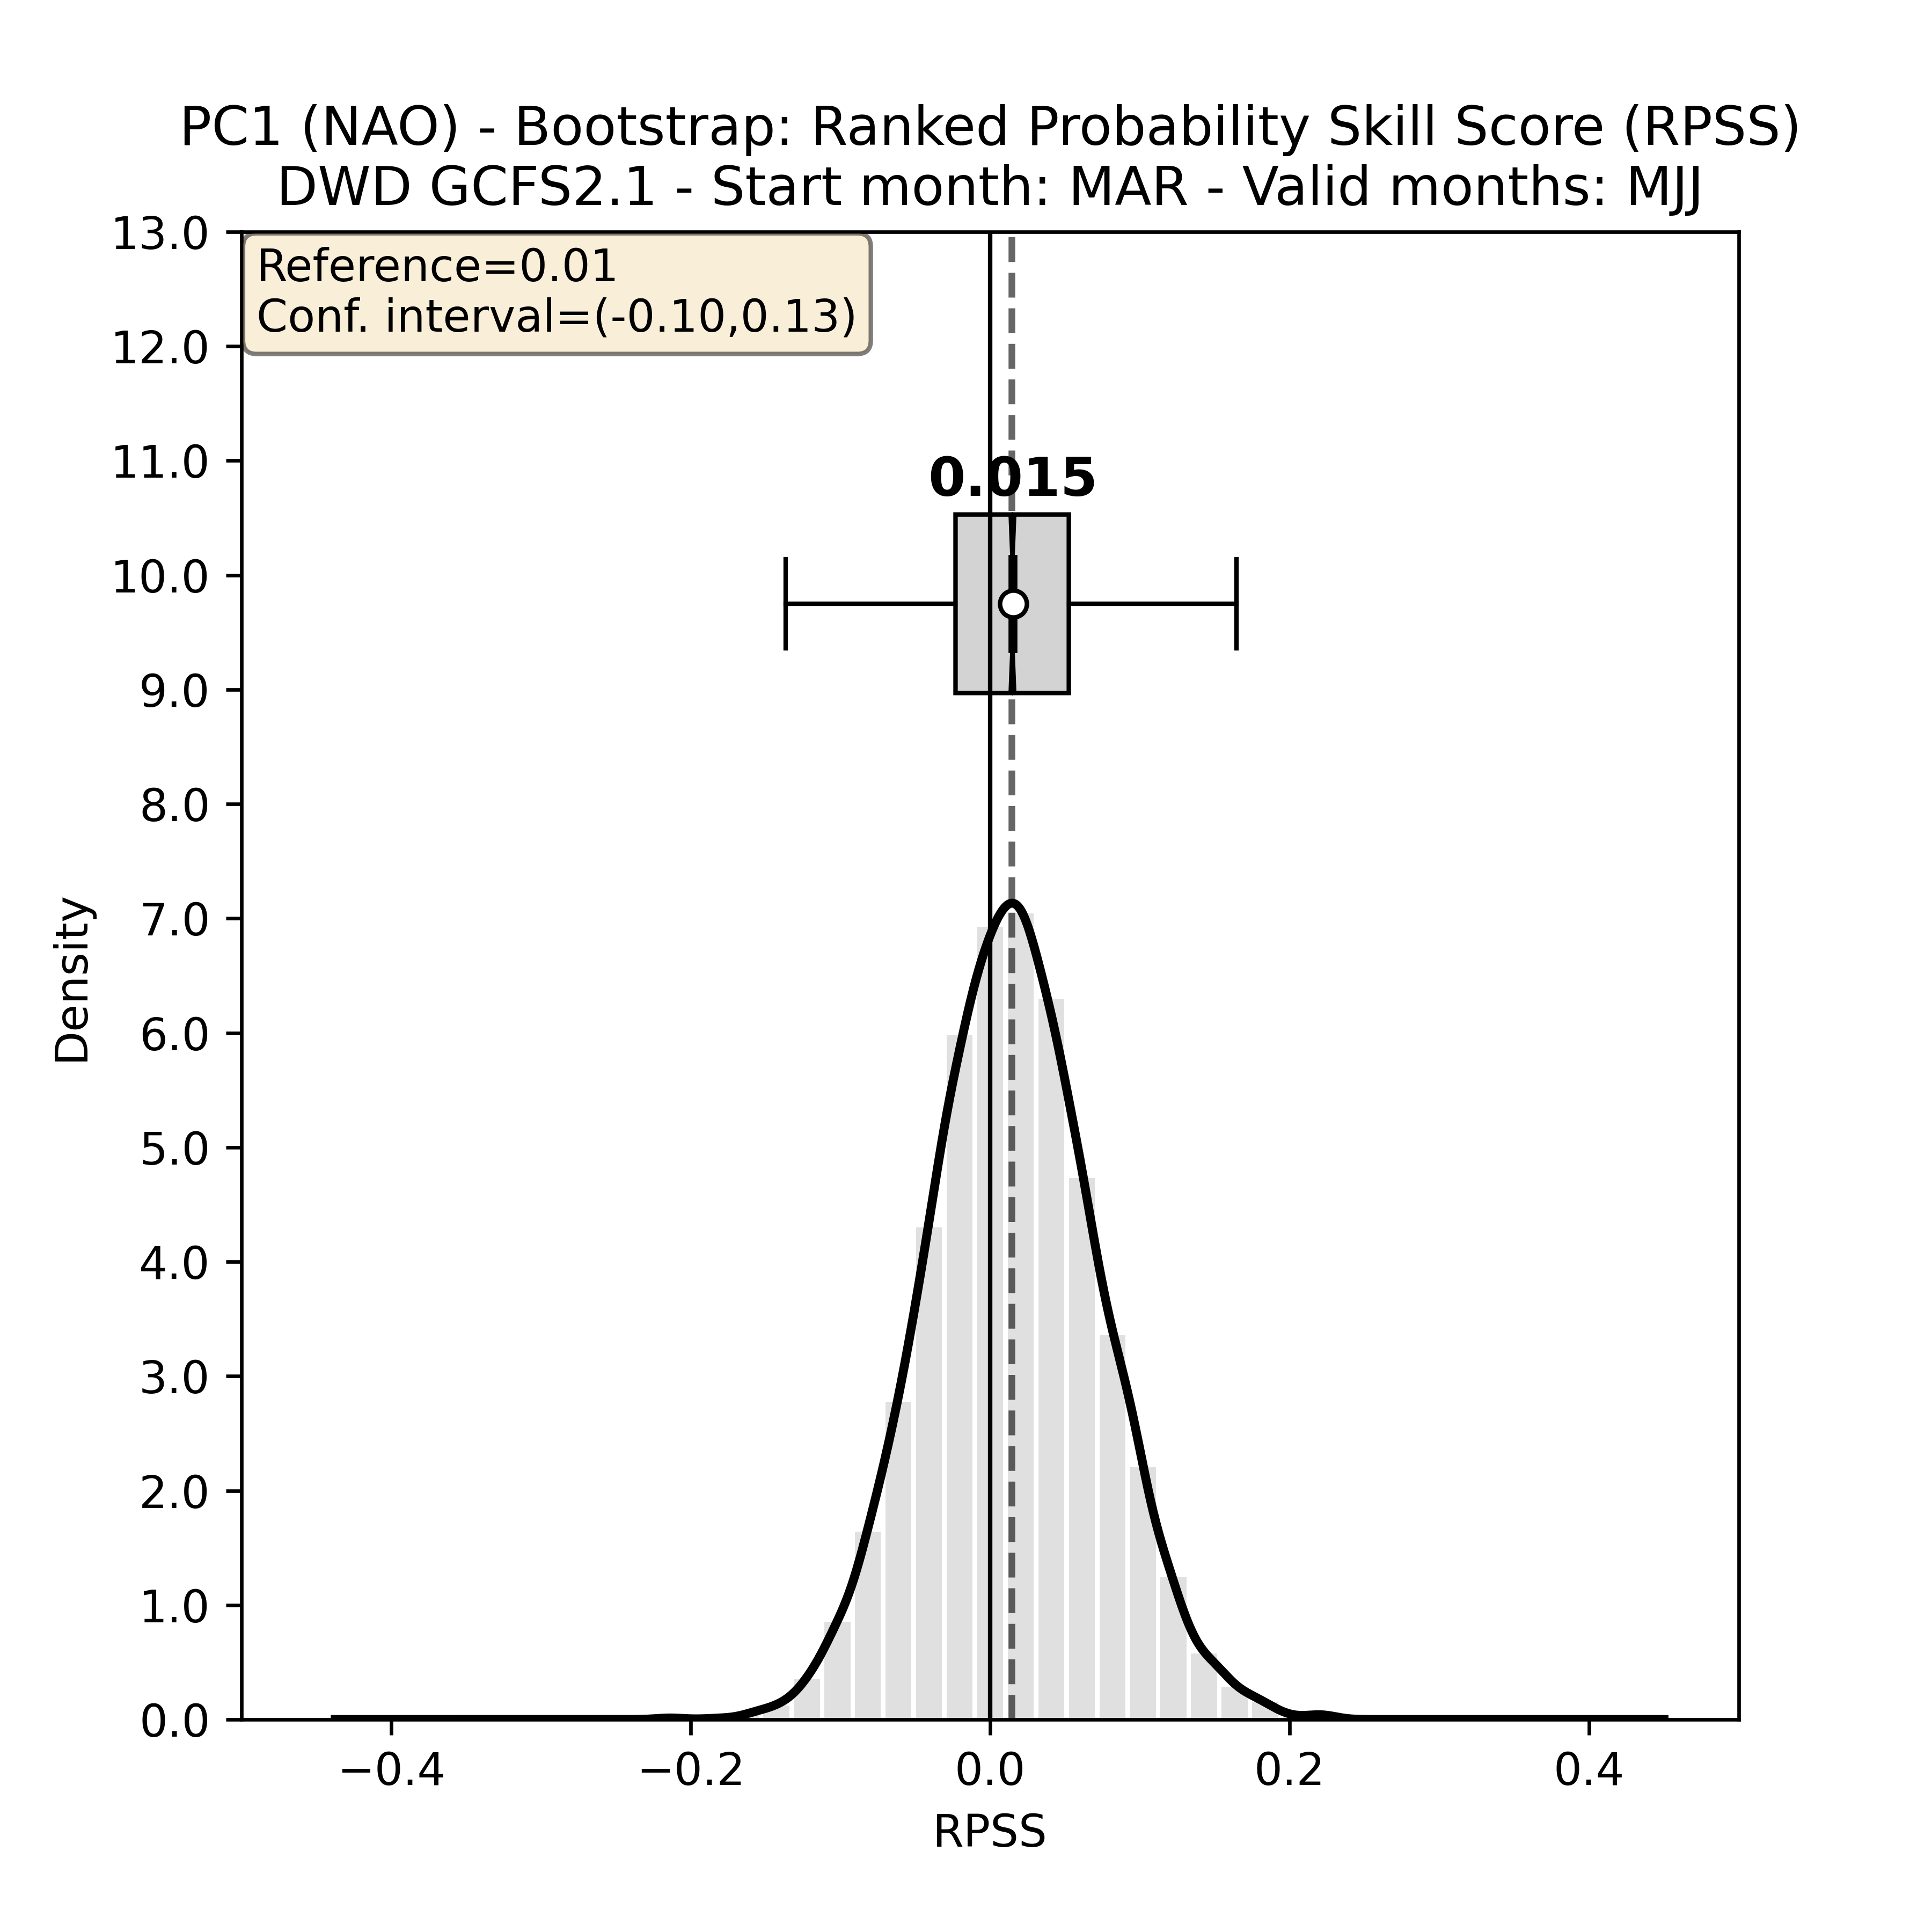 PC1 (NAO) - Bootstrap: Ranked Probability Skill Score (RPSS)
DWD GCFS2.1 - Start month: MAR - Valid months: MJJ
Reference=0.01
Conf. interval=(-0.10,0.13)
0.015
Density
13.0
12.0
11.0
10.0
9.0
8.0
7.0
6.0
5.0
4.0
3.0
2.0
1.0
0.0
−0.4 −0.2 0.0 0.2 0.4
RPSS